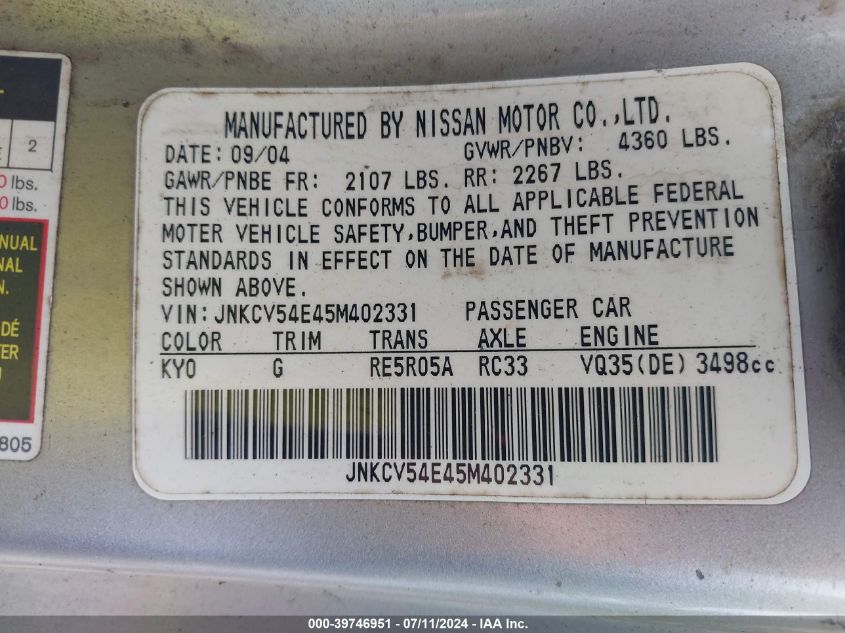 2
0 lbs.
0 lbs.
NUAL
NAL
N.
DÉ
TER
805
MANUFACTURED BY NISSAN MOTOR CO.,LTD.
DATE: 09/04 GVWR/PNBV: 4360 LBS.
GAWR/PNBE FR: 2107 LBS. RR: 2267 LBS.
THIS VEHICLE CONFORMS TO ALL APPLICABLE FEDERAL
MOTER VEHICLE SAFETY,BUMPER,AND THEFT PREVENTION
STANDARDS IN EFFECT ON THE DATE OF MANUFACTURE
SHOWN ABOVE.
VIN: JNKCV54E45M402331 PASSENGER CAR
COLOR TRIM TRANS AXLE ENGINE
KY0 G RE5R05A RC33 VQ35(DE) 3498cc
JNKCV54E45M402331
000-39746951 - 07/11/2024 - IAA Inc.